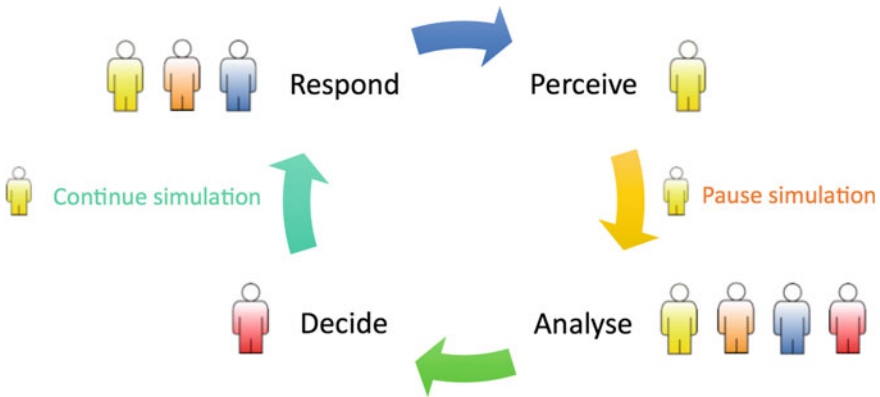 Respond
Perceive
Continue simulation
Pause simulation
Decide
Analyse